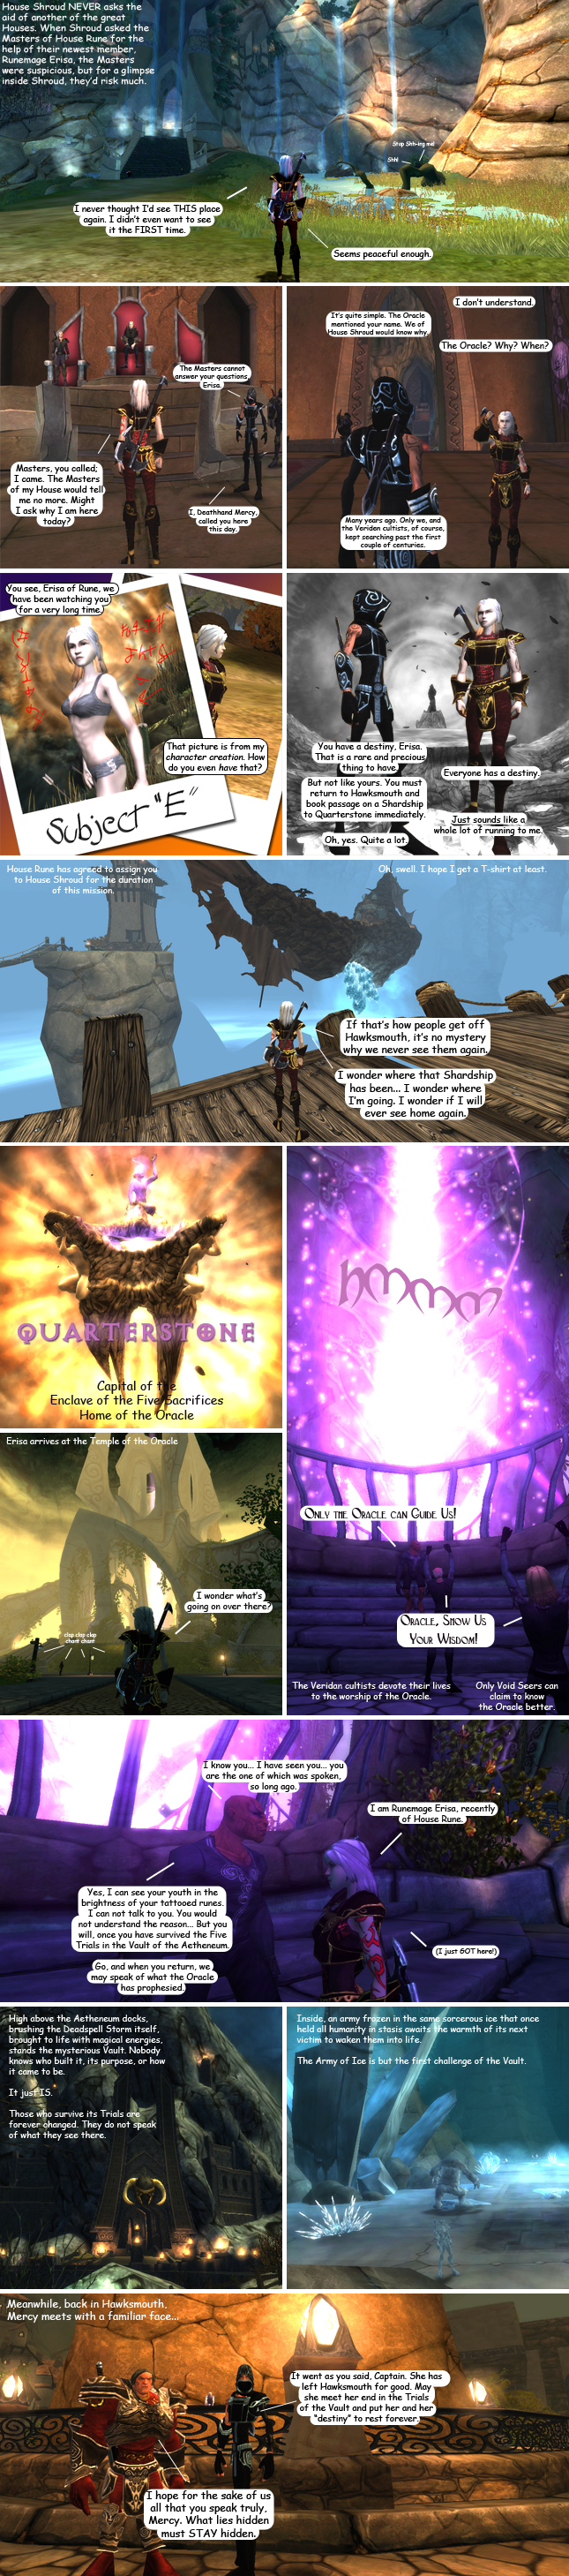 House Shroud NEVER asks the
aid of another of the great
Houses. When Shroud asked the
Masters of House Rune for the
help of their newest member,
Runemage Erisa, the Masters
were suspicious, but for a glimpse
inside Shroud, they'd risk much.
Stop Shh-ing me!
Shh!
I never thought I'd see THIS place
again. I didn't even want to see
it the FIRST time.
Seems peaceful enough.
The Masters cannot
answer your questions,
Erisa.
Masters, you called;
I came. The Masters
of my House would tell
me no more. Might
I ask why I am here
today?
I, Deathhand Mercy,
called you here
this day.
I don't understand.
It's quite simple. The Oracle
mentioned your name. We of
House Shroud would know why.
The Oracle? Why? When?
Many years ago. Only we, and
the Veridan cultists, of course,
kept searching past the first
couple of centuries.
You see, Erisa of Rune, we
have been watching you
for a very long time.
That picture is from my
character creation. How
do you even have that?
Subject "E"
You have a destiny, Erisa.
That is a rare and precious
thing to have.
Everyone has a destiny.
But not like yours. You must
return to Hawksmouth and
book passage on a Shardship
to Quarterstone immediately.
Just sounds like a
whole lot of running to me.
Oh, yes. Quite a lot.
House Rune has agreed to assign you
to House Shroud for the duration
of this mission.
Oh, swell. I hope I get a T-shirt at least.
If that's how people get off
Hawksmouth, it's no mystery
why we never see them again.
I wonder where that Shardship
has been... I wonder where
I'm going. I wonder if I will
ever see home again.
QUARTERSTONE
Capital of the
Enclave of the Five Sacrifices
Home of the Oracle
Erisa arrives at the Temple of the Oracle
I wonder what's
going on over there?
clap clap clap
chant chant
hmmmm
Only the Oracle can Guide Us!
Oracle, Show Us
Your Wisdom!
The Veridan cultists devote their lives
to the worship of the Oracle.
Only Void Seers can
claim to know
the Oracle better.
I know you... I have seen you... you
are the one of which was spoken,
so long ago.
I am Runemage Erisa, recently
of House Rune.
Yes, I can see your youth in the
brightness of your tattooed runes.
I can not talk to you. You would
not understand the reason... But you
will, once you have survived the Five
Trials in the Vault of the Aetheneum.
(I just GOT here!)
Go, and when you return, we
may speak of what the Oracle
has prophesied.
High above the Aetheneum docks,
brushing the Deadspell Storm itself,
brought to life with magical energies,
stands the mysterious Vault. Nobody
knows who built it, its purpose, or how
it came to be.
It just IS.
Those who survive its Trials are
forever changed. They do not speak
of what they see there.
Inside, an army frozen in the same sorcerous ice that once
held all humanity in stasis awaits the warmth of its next
victim to waken them into life.
The Army of Ice is but the first challenge of the Vault.
Meanwhile, back in Hawksmouth,
Mercy meets with a familiar face...
It went as you said, Captain. She has
left Hawksmouth for good. May
she meet her end in the Trials
of the Vault and put her and her
"destiny" to rest forever.
I hope for the sake of us
all that you speak truly,
Mercy. What lies hidden
must STAY hidden.